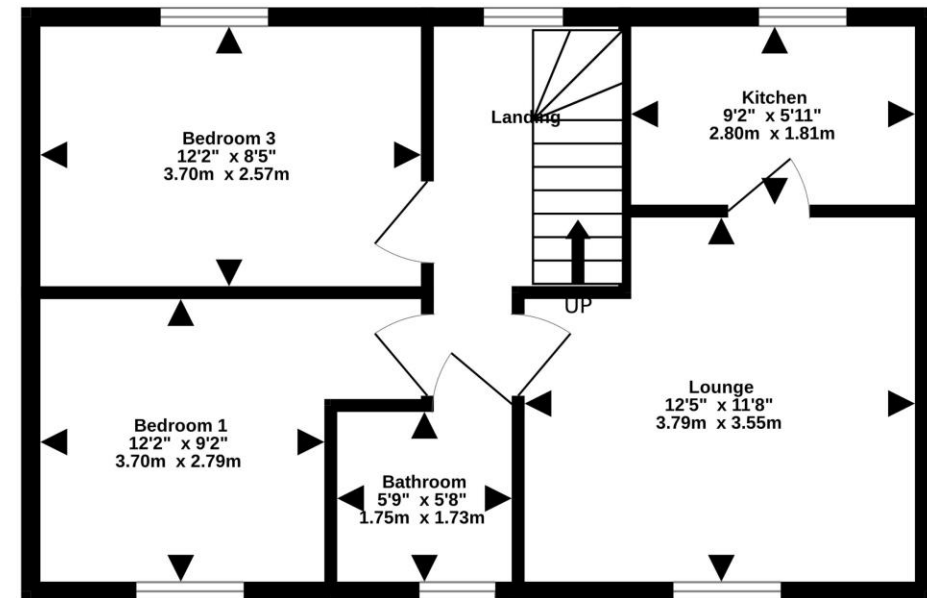 Bedroom 3
12'2" x 8'5"
3.70m x 2.57m
Landing
UP
Kitchen
9'2" x 5'11"
2.80m x 1.81m
Bedroom 1
12'2" x 9'2"
3.70m x 2.79m
Bathroom
5'9" x 5'8"
1.75m x 1.73m
Lounge
12'5" x 11'8"
3.79m x 3.55m